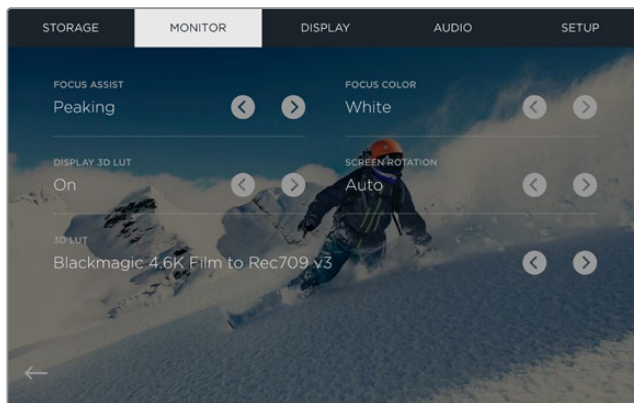 STORAGE MONITOR DISPLAY AUDIO SETUP
FOCUS ASSIST FOCUS COLOR
Peaking White
DISPLAY 3D LUT SCREEN ROTATION
On Auto
3D LUT
Blackmagic 4.6K Film to Rec709 v3